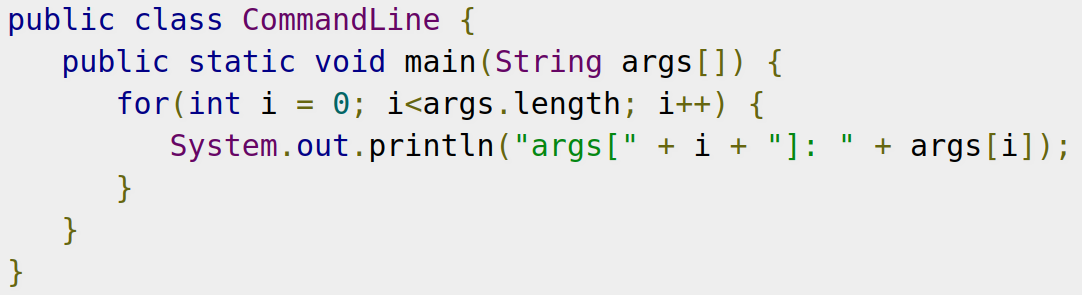 public class CommandLine {
   public static void main(String args[]) {
      for(int i = 0; i<args.length; i++) {
         System.out.println("args[" + i + "]: " + args[i]);
      }
   }
}